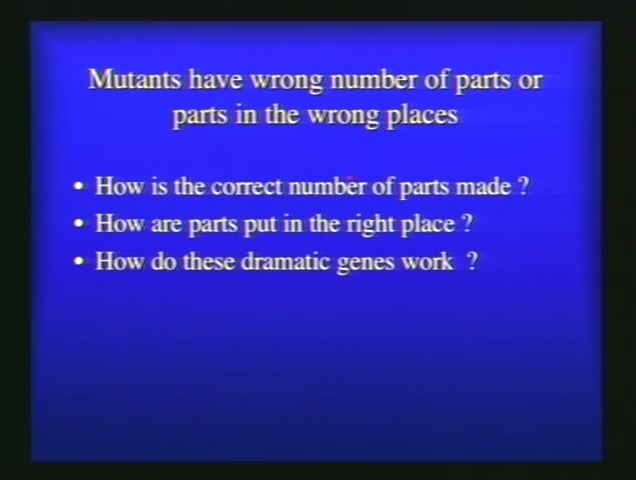 Mutants have wrong number of parts or
parts in the wrong places
• How is the correct number of parts made ?
• How are parts put in the right place ?
• How do these dramatic genes work ?